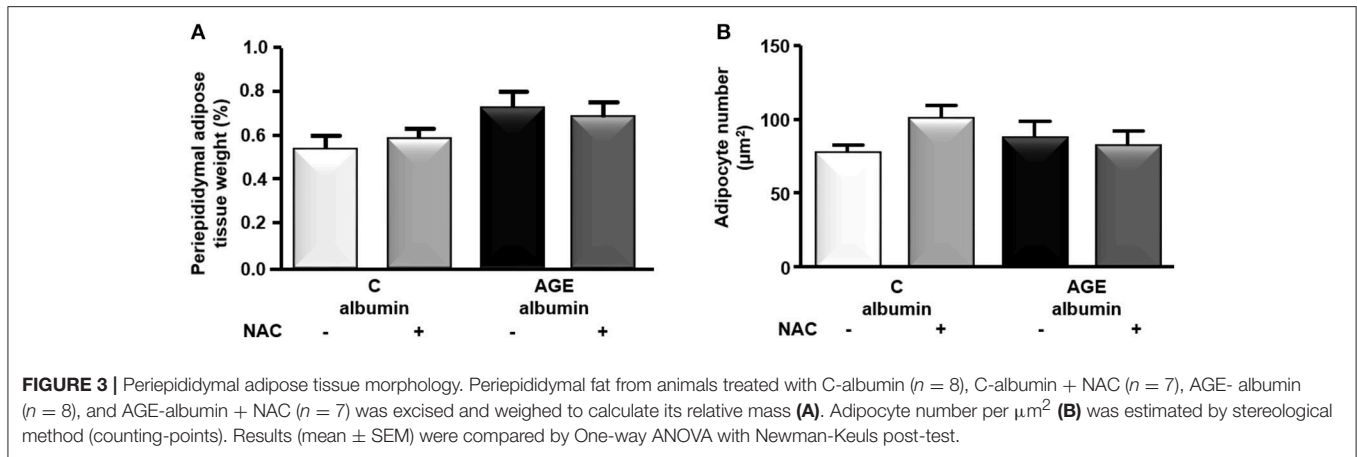 A
Periepididymal adipose
tissue weight (%)
1.0
0.8
0.6
0.4
0.2
0.0
C
albumin
AGE
albumin
NAC - + - +
B
Adipocyte number
(µm²)
150
100
50
0
C
albumin
AGE
albumin
NAC - + - +
FIGURE 3 | Periepididymal adipose tissue morphology. Periepididymal fat from animals treated with C-albumin (n = 8), C-albumin + NAC (n = 7), AGE- albumin
(n = 8), and AGE-albumin + NAC (n = 7) was excised and weighed to calculate its relative mass (A). Adipocyte number per μm² (B) was estimated by stereological
method (counting-points). Results (mean ± SEM) were compared by One-way ANOVA with Newman-Keuls post-test.